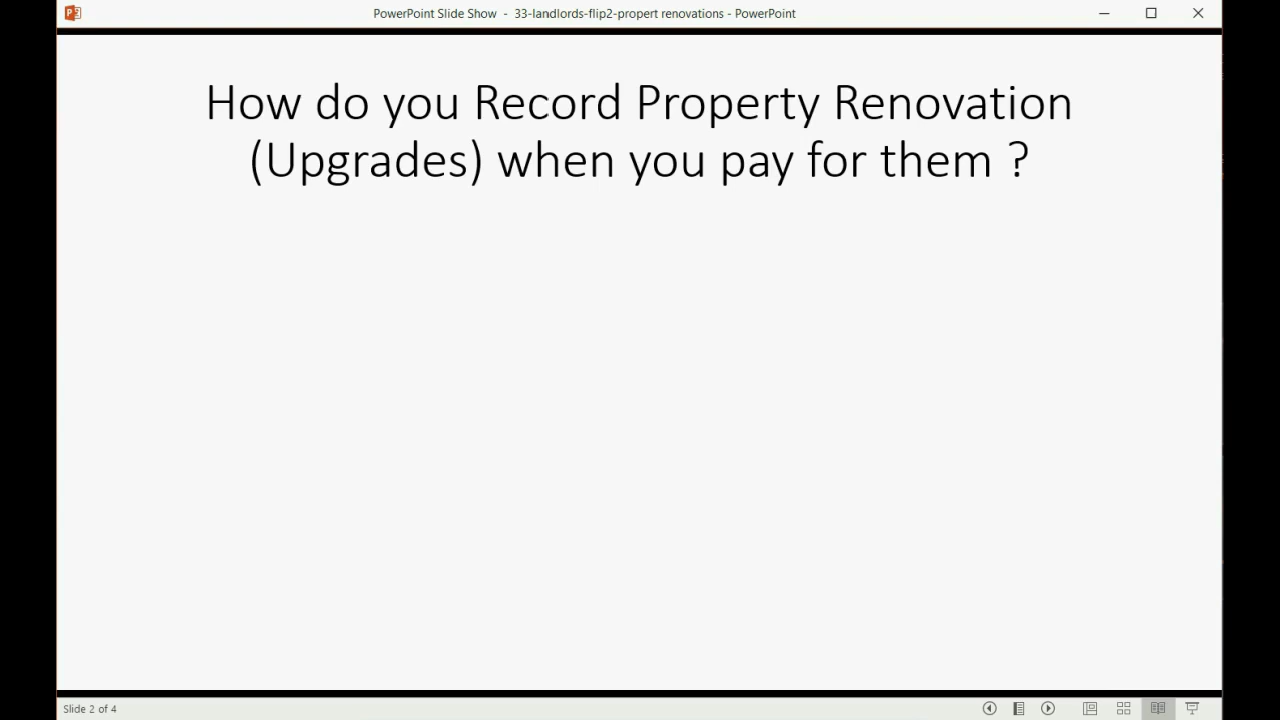 PowerPoint Slide Show - 33-landlords-flip2-propert renovations - PowerPoint
How do you Record Property Renovation
(Upgrades) when you pay for them ?
Slide 2 of 4